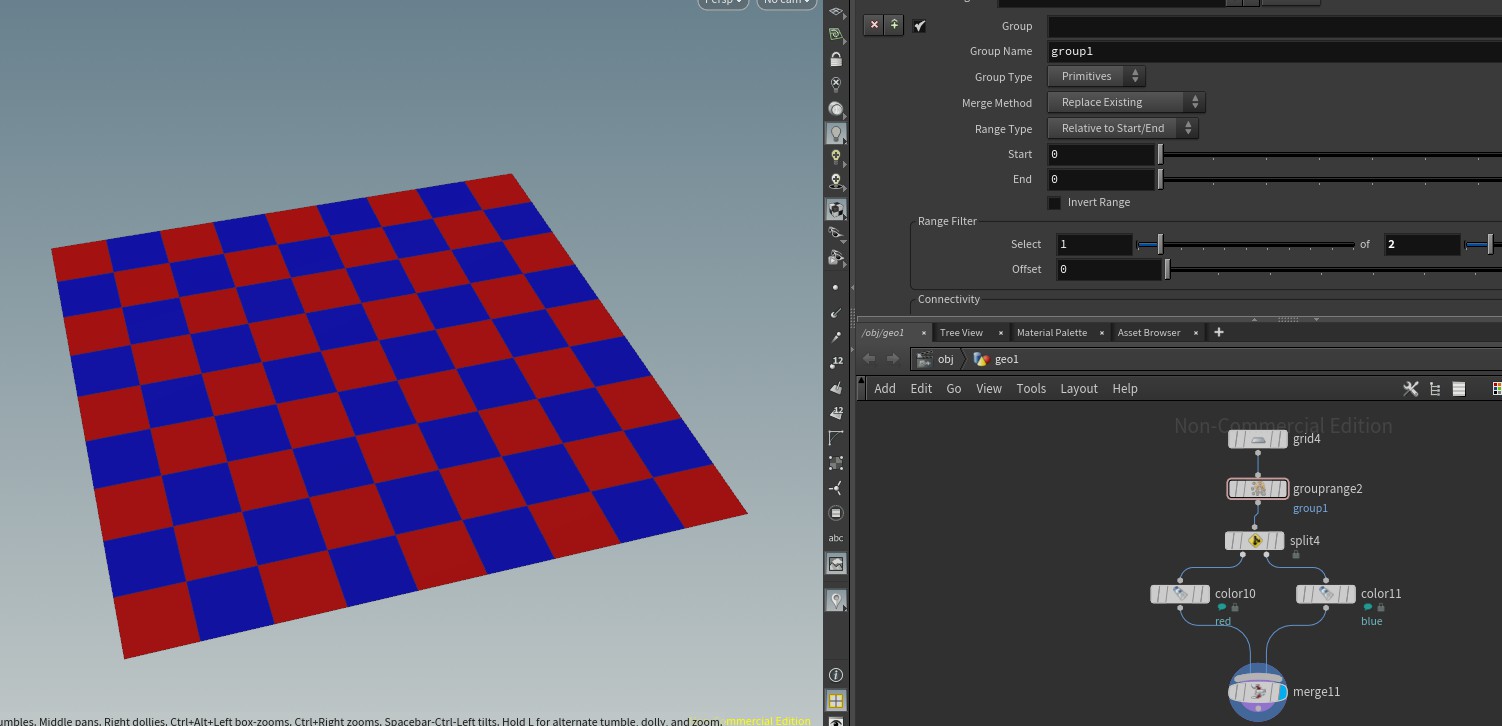 Persp
No cam
Group
Group Name group1
Group Type Primitives
Merge Method Replace Existing
Range Type Relative to Start/End
Start 0
End 0
Invert Range
Range Filter
Select 1 of 2
Offset 0
Connectivity
/obj/geo1 × Tree View × Material Palette × Asset Browser × +
obj geo1
Add Edit Go View Tools Layout Help
Non-Commercial Edition
grid4
grouprange2
group1
split4
color10
red
color11
blue
merge11
12
12
abc
umbles. Middle pans. Right dollies. Ctrl+Alt+Left box-zooms. Ctrl+Right zooms. Spacebar-Ctrl-Left tilts. Hold L for alternate tumble, dolly, and zoom.
ommercial Edition